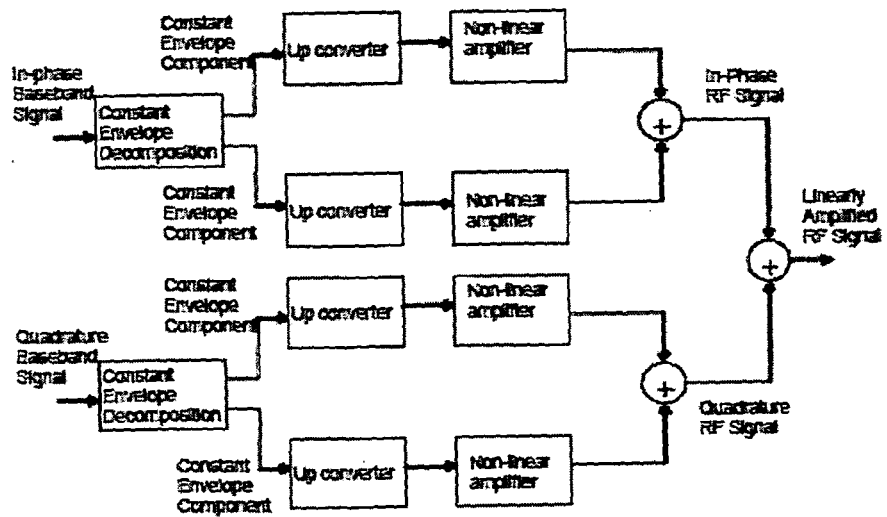 Constant
Envelope
Component
Up converter
Non-linear
amplifier
In-phase
Baseband
Signal
Constant
Envelope
Decomposition
+
In-Phase
RF Signal
Constant
Envelope
Component
Up converter
Non-linear
amplifier
Linearly
Amplified
RF Signal
+
Constant
Envelope
Component
Up converter
Non-linear
amplifier
Quadrature
Baseband
Signal
Constant
Envelope
Decomposition
+
Quadrature
RF Signal
Constant
Envelope
Component
Up converter
Non-linear
amplifier